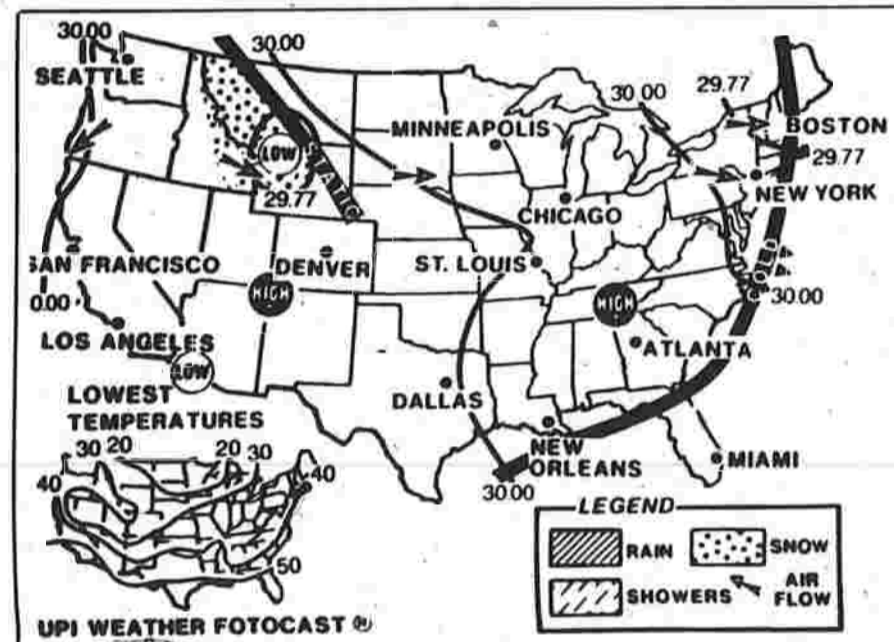 30.00
SEATTLE
30.00
LOW
STATIC
29.77
MINNEAPOLIS
30 00
29.77
BOSTON
29.77
NEW YORK
CHICAGO
SAN FRANCISCO
DENVER
ST. LOUIS
0.00
HIGH
HIGH
30.00
LOS ANGELES
LOW
ATLANTA
DALLAS
NEW
ORLEANS
MIAMI
30.00
LOWEST
TEMPERATURES
30 20
20 30
40
40
50
LEGEND
RAIN
SNOW
SHOWERS
AIR
FLOW
UPI WEATHER FOTOCAST ®